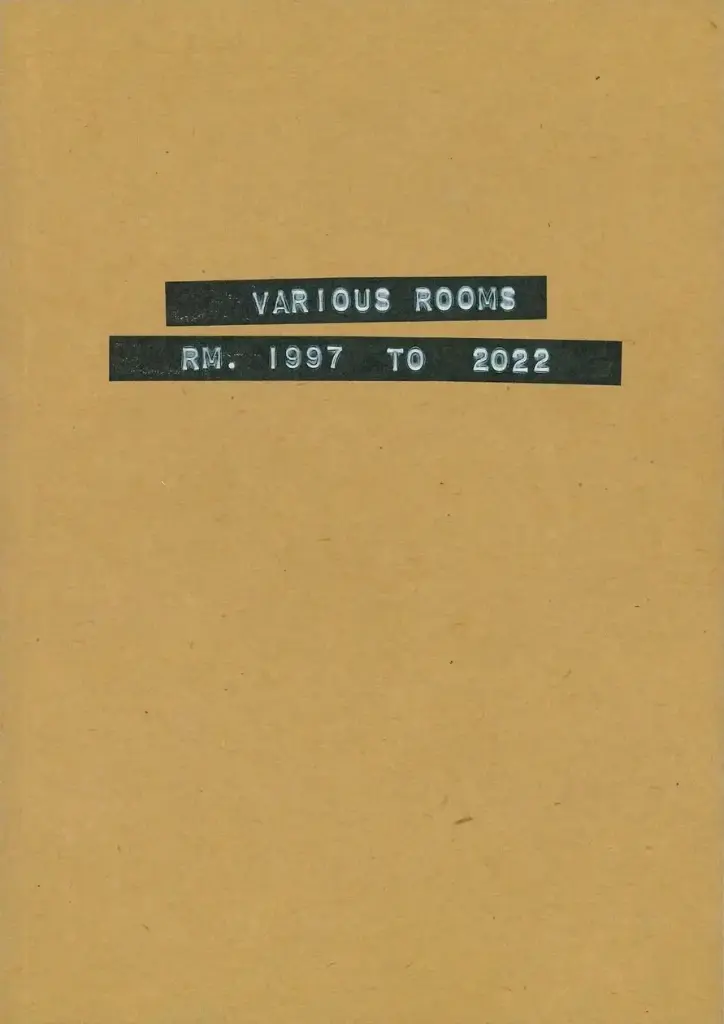 VARIOUS ROOMS
RM. 1997 TO 2022